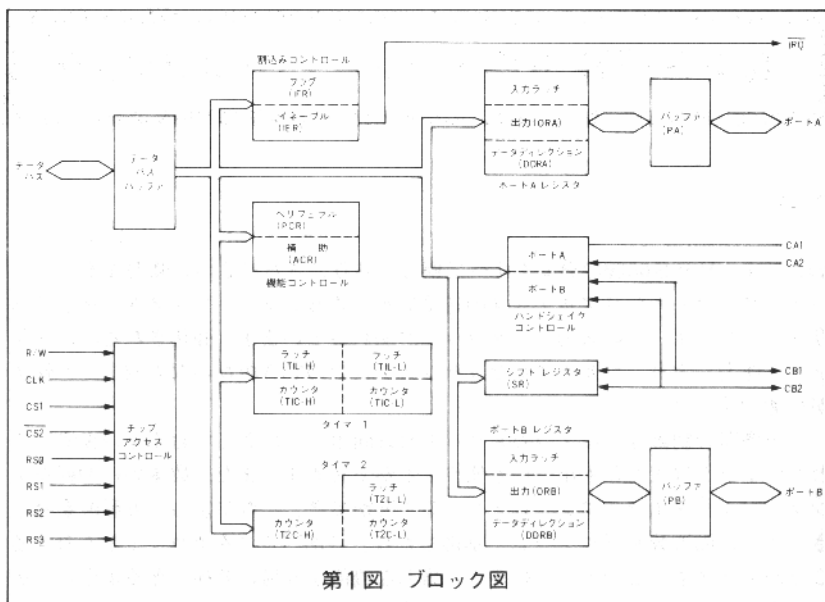 割込みコントロール
フラグ
(IFR)
イネーブル
(IER)
IRQ
入力ラッチ
出力(ORA)
データディレクション
(DDRA)
ポートAレジスタ
バッファ
(PA)
ポートA
データ
バス
データ
バス
バッファ
ペリフェラル
(PCR)
補助
(ACR)
機能コントロール
ポートA
ポートB
ハンドシェイク
コントロール
CA1
CA2
R/W
CLK
CS1
CS2
RS0
RS1
RS2
RS3
チップ
アクセス
コントロール
ラッチ
(T1L-H)
ラッチ
(T1L-L)
カウンタ
(T1C-H)
カウンタ
(T1C-L)
タイマ 1
シフトレジスタ
(SR)
CB1
CB2
タイマ 2
ラッチ
(T2L-L)
カウンタ
(T2C-H)
カウンタ
(T2C-L)
ポートBレジスタ
入力ラッチ
出力(ORB)
データディレクション
(DDRB)
バッファ
(PB)
ポートB
第1図 ブロック図